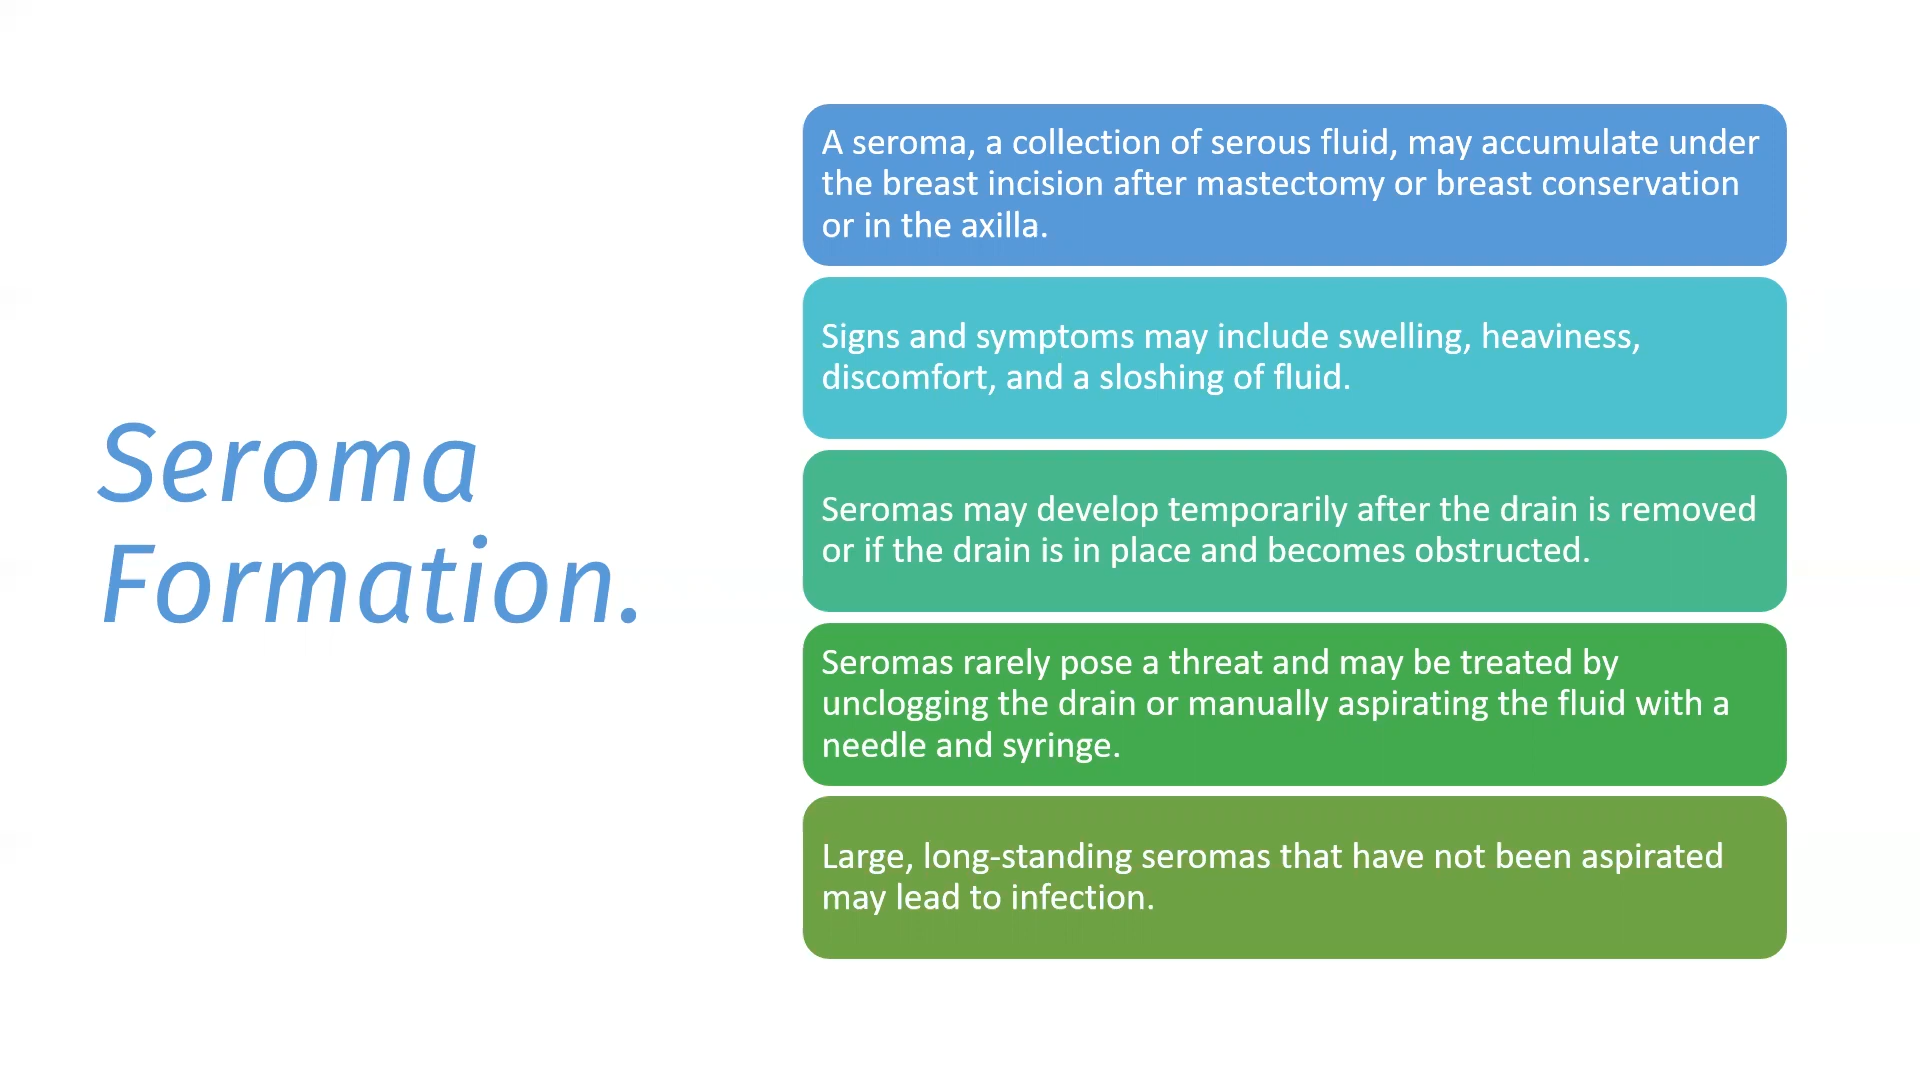 Seroma
Formation.
A seroma, a collection of serous fluid, may accumulate under
the breast incision after mastectomy or breast conservation
or in the axilla.
Signs and symptoms may include swelling, heaviness,
discomfort, and a sloshing of fluid.
Seromas may develop temporarily after the drain is removed
or if the drain is in place and becomes obstructed.
Seromas rarely pose a threat and may be treated by
unclogging the drain or manually aspirating the fluid with a
needle and syringe.
Large, long-standing seromas that have not been aspirated
may lead to infection.